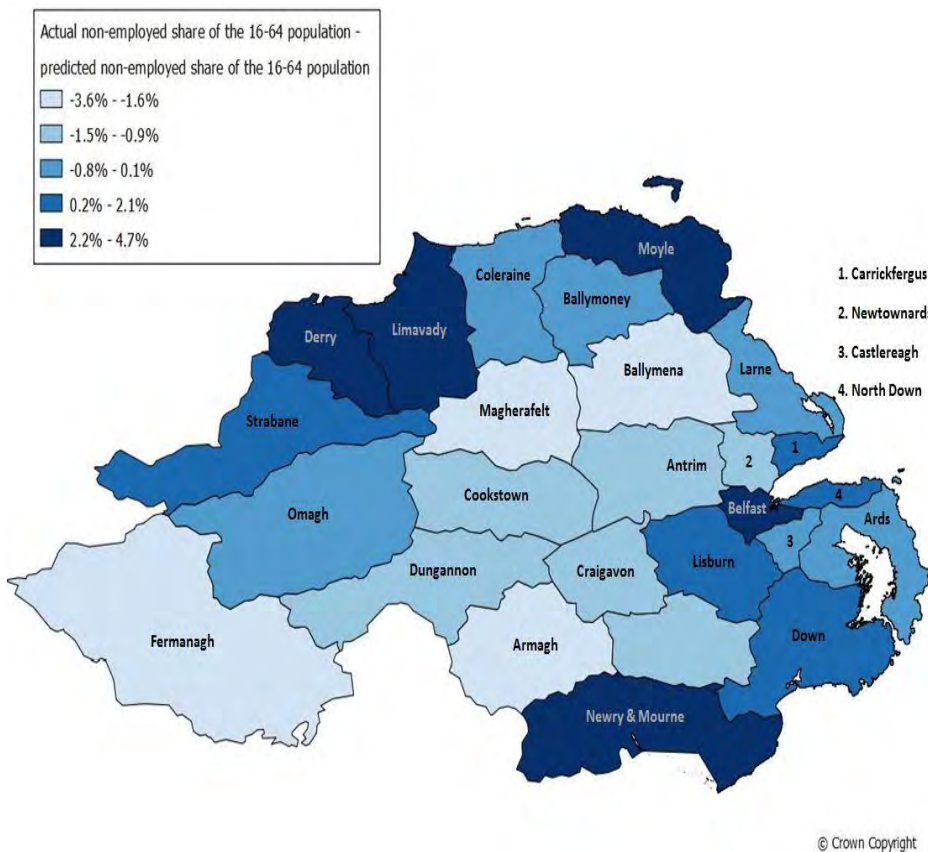 Actual non-employed share of the 16-64 population -
predicted non-employed share of the 16-64 population
-3.6% - -1.6%
-1.5% - -0.9%
-0.8% - 0.1%
0.2% - 2.1%
2.2% - 4.7%
Moyle
Coleraine
1. Carrickfergus
Ballymoney
2. Newtownards
Derry
Limavady
3. Castlereagh
Ballymena
Larne
4. North Down
Magherafelt
Strabane
1
2
Antrim
Cookstown
4
Belfast
Omagh
Ards
3
Lisburn
Dungannon
Craigavon
Down
Fermanagh
Armagh
Newry & Mourne
© Crown Copyright